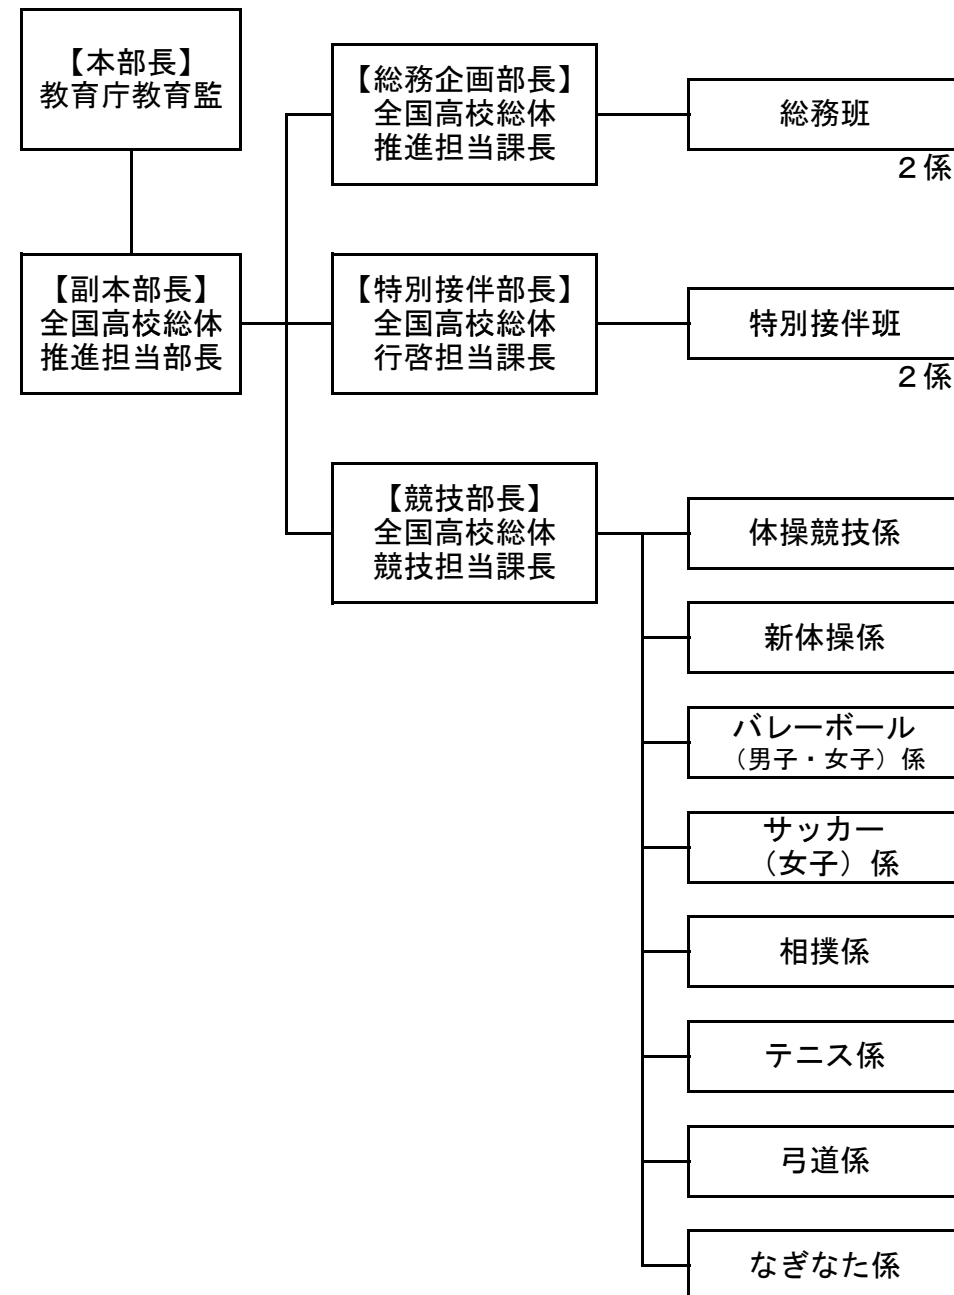 【本部長】
教育庁教育監
【副本部長】
全国高校総体
推進担当部長
【総務企画部長】
全国高校総体
推進担当課長
総務班
２係
【特別接伴部長】
全国高校総体
行啓担当課長
特別接伴班
２係
【競技部長】
全国高校総体
競技担当課長
体操競技係
新体操係
バレーボール
（男子・女子）係
サッカー
（女子）係
相撲係
テニス係
弓道係
なぎなた係